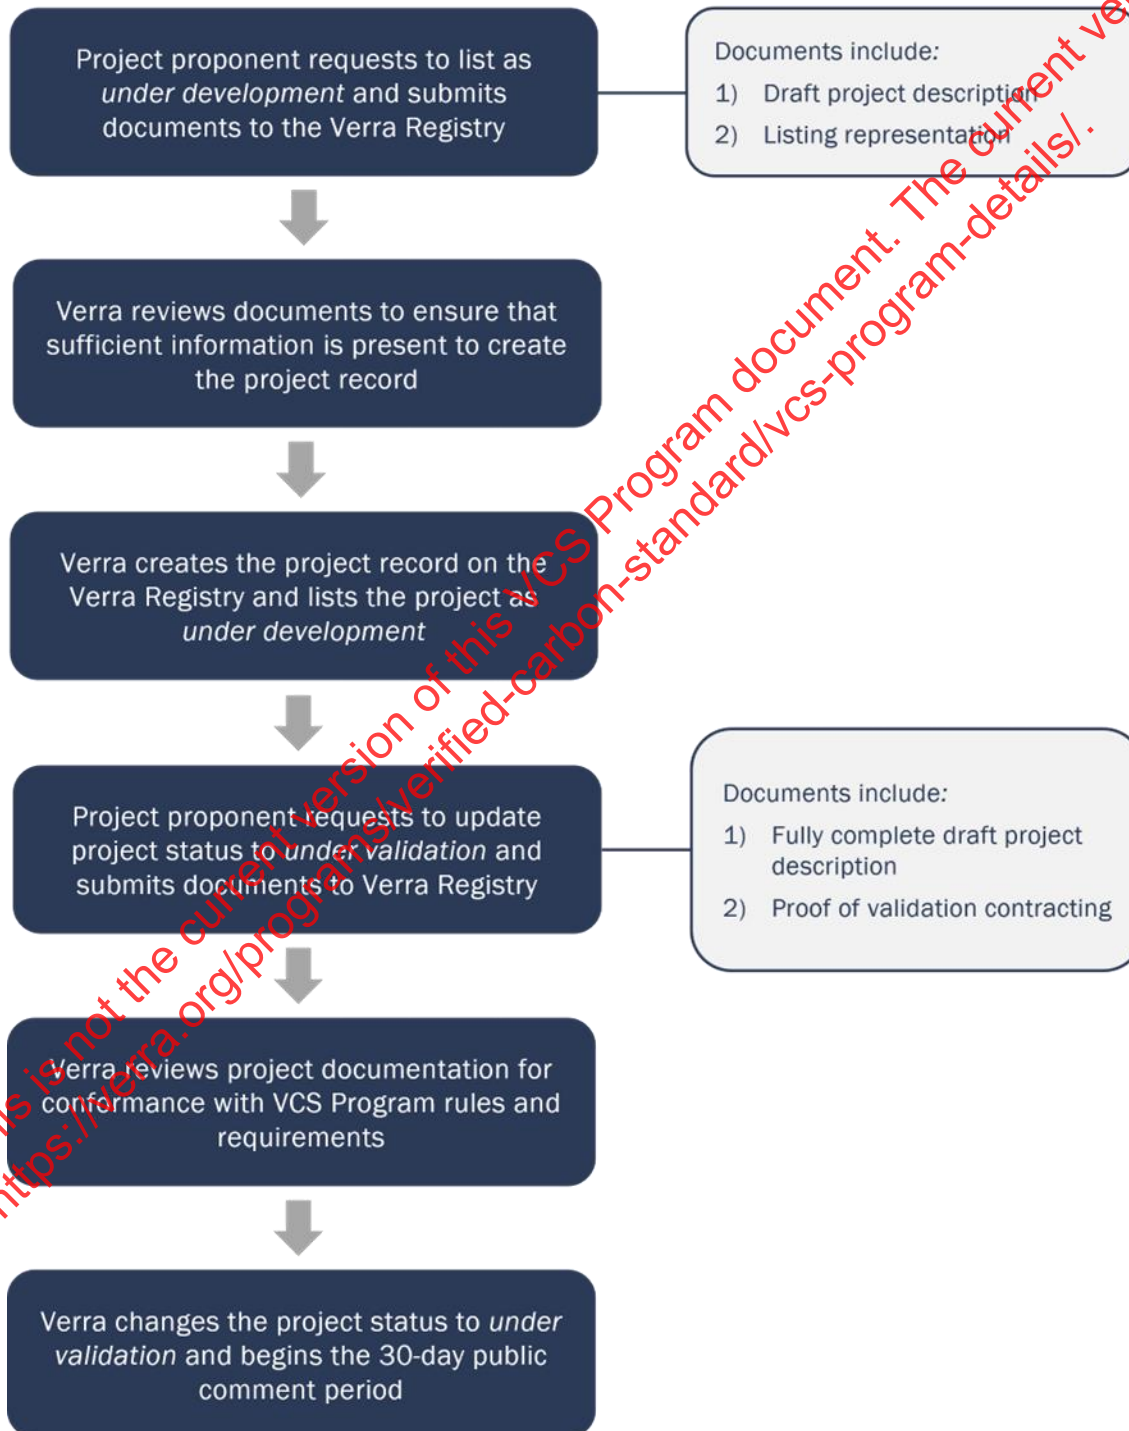 Project proponent requests to list as
under development and submits
documents to the Verra Registry
Documents include:
1) Draft project description
2) Listing representation
Verra reviews documents to ensure that
sufficient information is present to create
the project record
Verra creates the project record on the
Verra Registry and lists the project as
under development
Project proponent requests to update
project status to under validation and
submits documents to Verra Registry
Documents include:
1) Fully complete draft project
description
2) Proof of validation contracting
Verra reviews project documentation for
conformance with VCS Program rules and
requirements
Verra changes the project status to under
validation and begins the 30-day public
comment period
is not the current version of this VCS Program document. The current
https://verra.org/programs/verified-carbon-standard/vcs-program-details/.